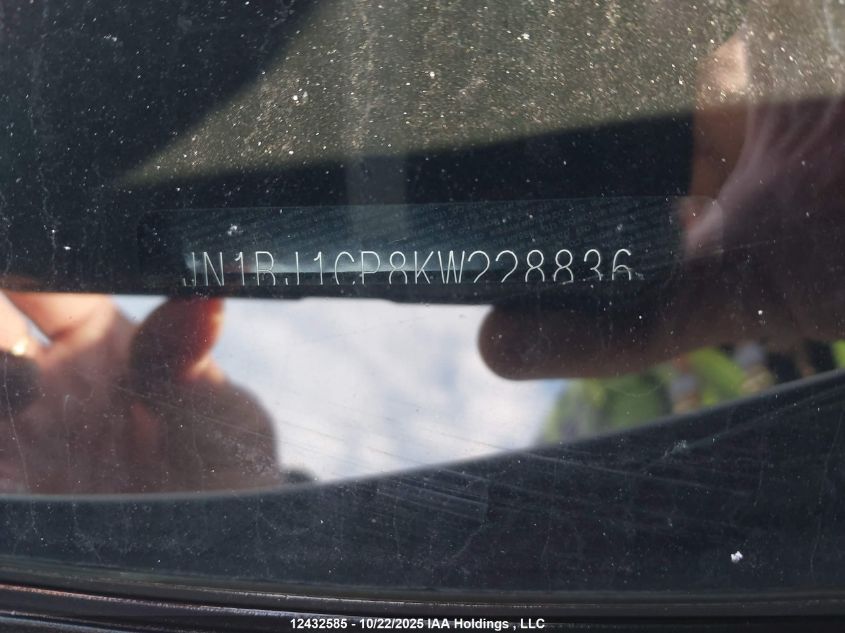 JN1BJ1CP8KW228836
12432585 - 10/22/2025 IAA Holdings , LLC